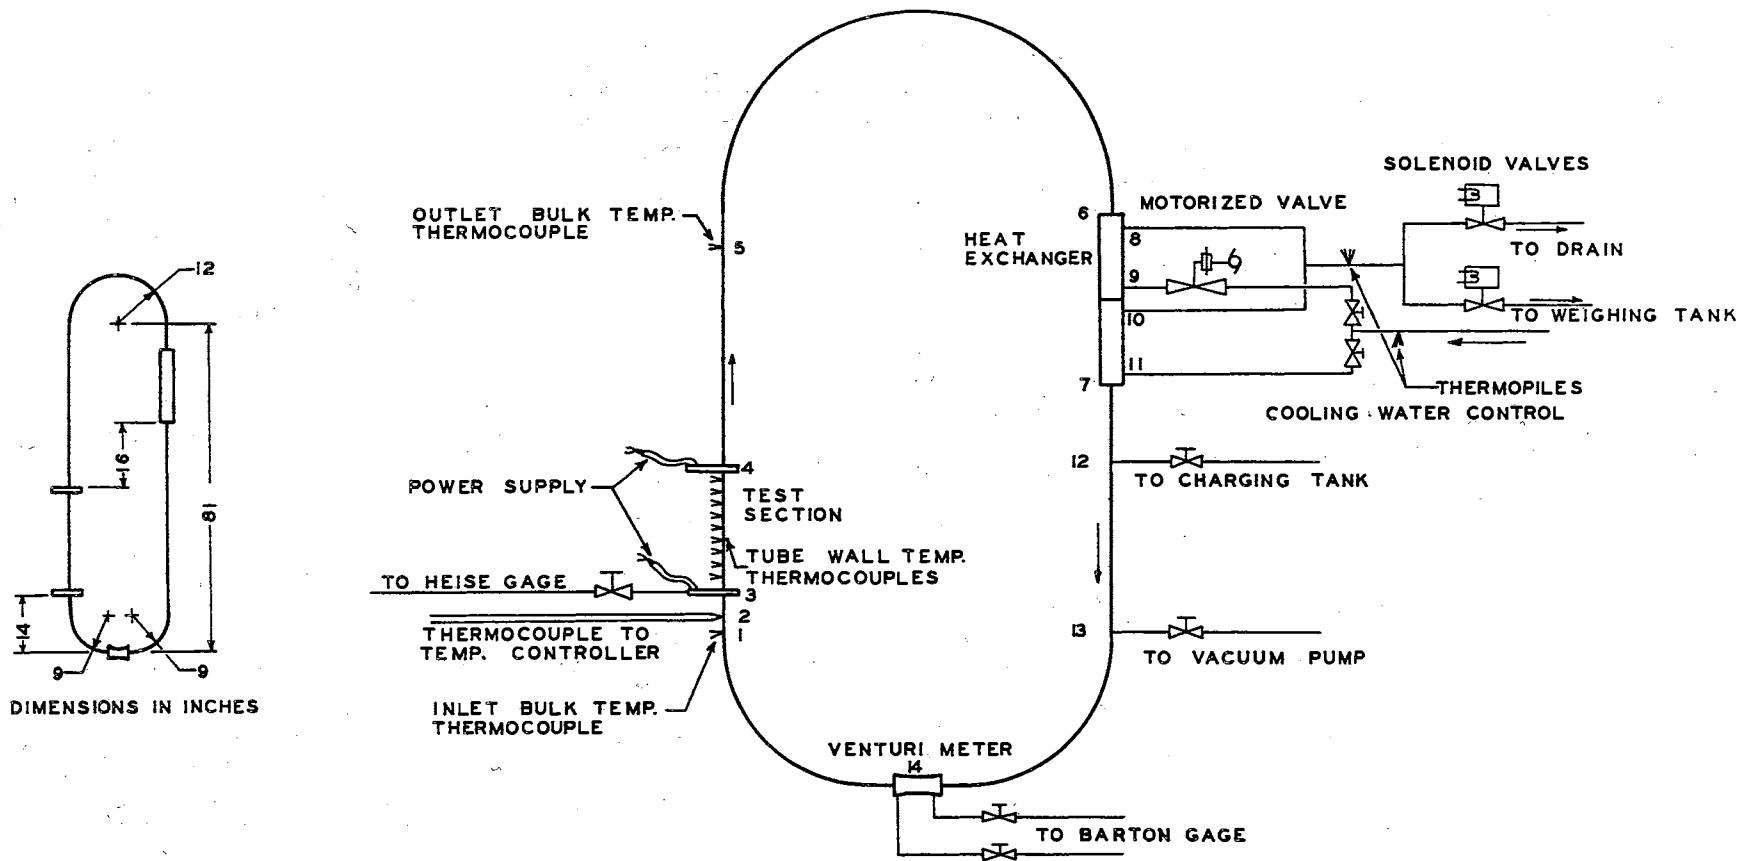 SOLENOID VALVES
3
MOTORIZED VALVE
6
8
HEAT
EXCHANGER
9
TO DRAIN
3
10
TO WEIGHING TANK
11
7
THERMOPILES
COOLING WATER CONTROL
OUTLET BULK TEMP.
THERMOCOUPLE
5
12
81
16
14
9
9
DIMENSIONS IN INCHES
4
POWER SUPPLY
TEST
SECTION
12
TO CHARGING TANK
TUBE WALL TEMP.
THERMOCOUPLES
TO HEISE GAGE
3
2
THERMOCOUPLE TO
TEMP. CONTROLLER
1
13
TO VACUUM PUMP
INLET BULK TEMP.
THERMOCOUPLE
VENTURI METER
14
TO BARTON GAGE